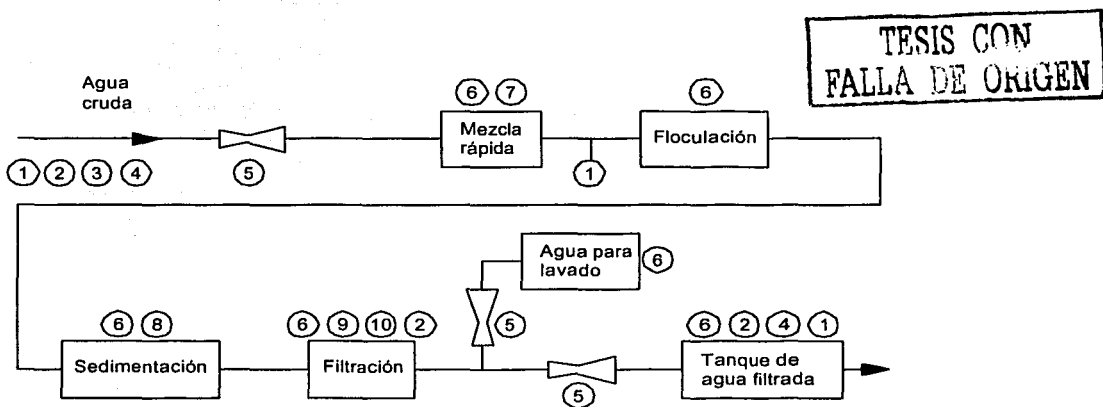 TESIS CON
FALLA DE ORIGEN
Agua
cruda
1 2 3 4
5
6 7
Mezcla
rápida
1
6
Floculación
Agua para
lavado
6
5
6 8
Sedimentación
6 9 10 2
Filtración
5
6 2 4 1
Tanque de
agua filtrada